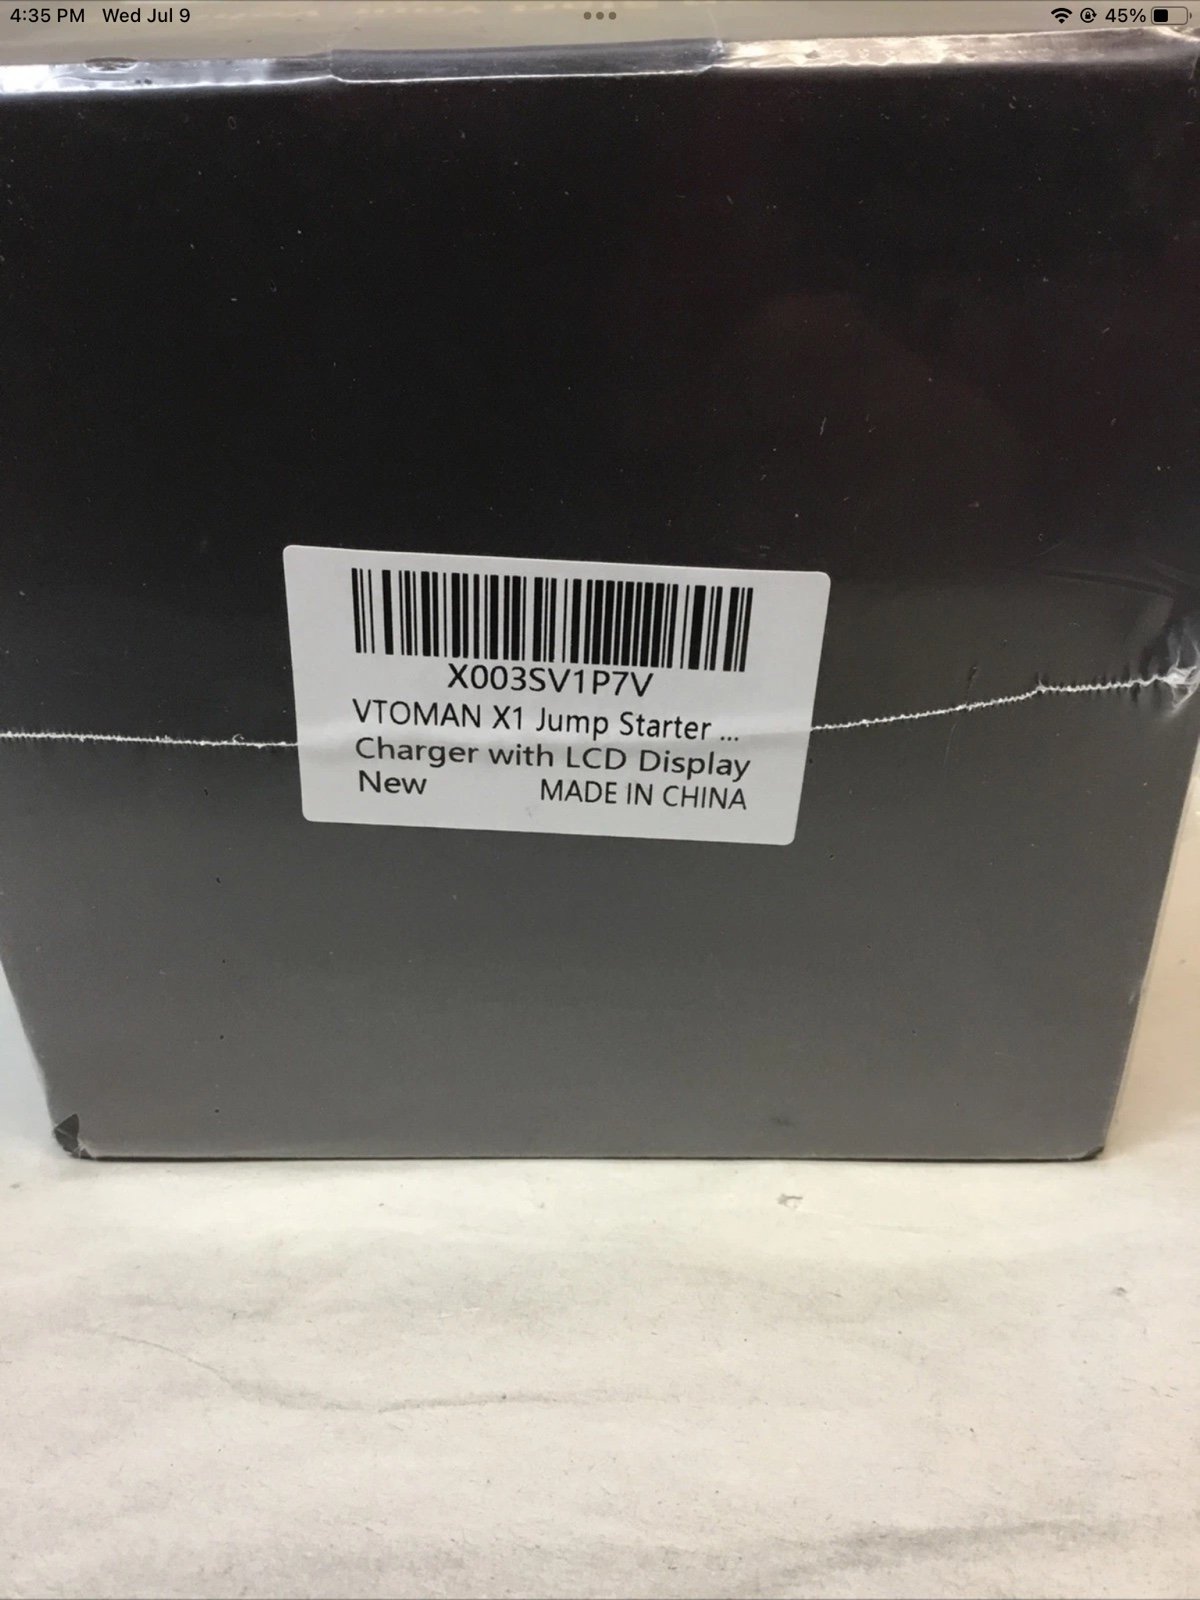 4:35 PM Wed Jul 9
45%
X003SV1P7V
VTOMAN X1 Jump Starter ...
Charger with LCD Display
New MADE IN CHINA